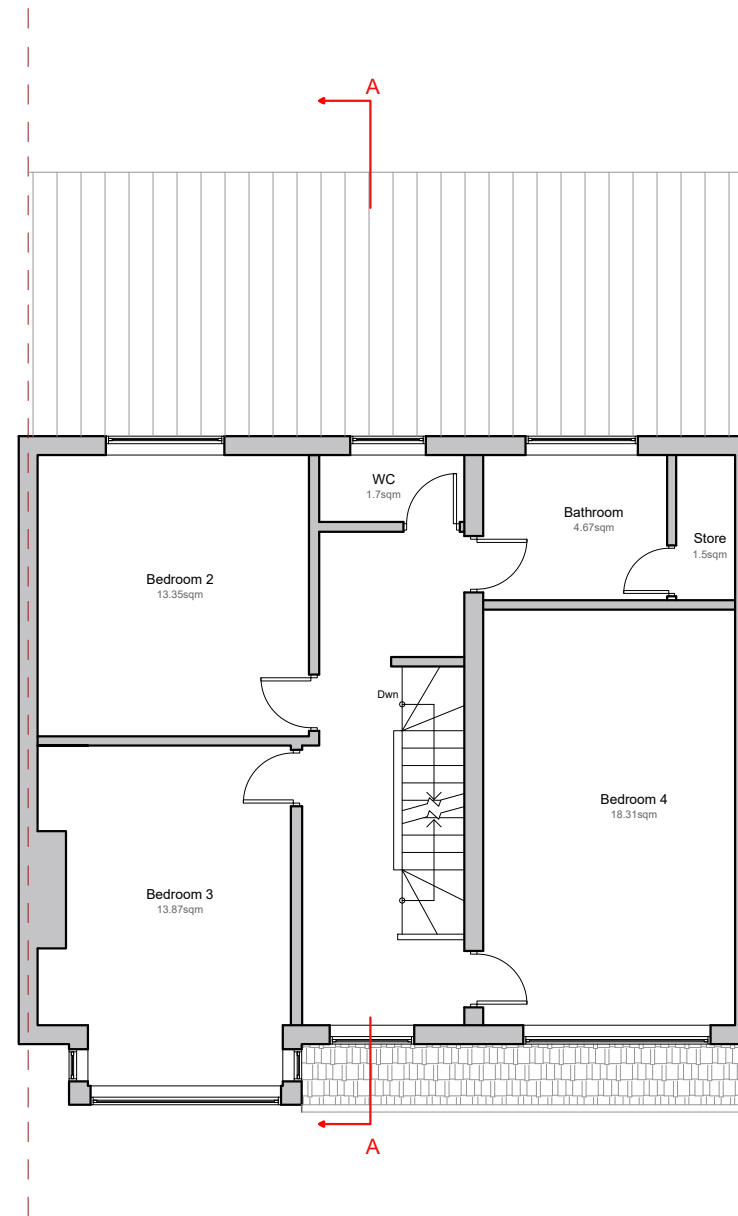 A
WC
1.7sqm
Bathroom
4.67sqm
Store
1.5sqm
Bedroom 2
13.35sqm
Dwn
Bedroom 4
18.31sqm
Bedroom 3
13.87sqm
A